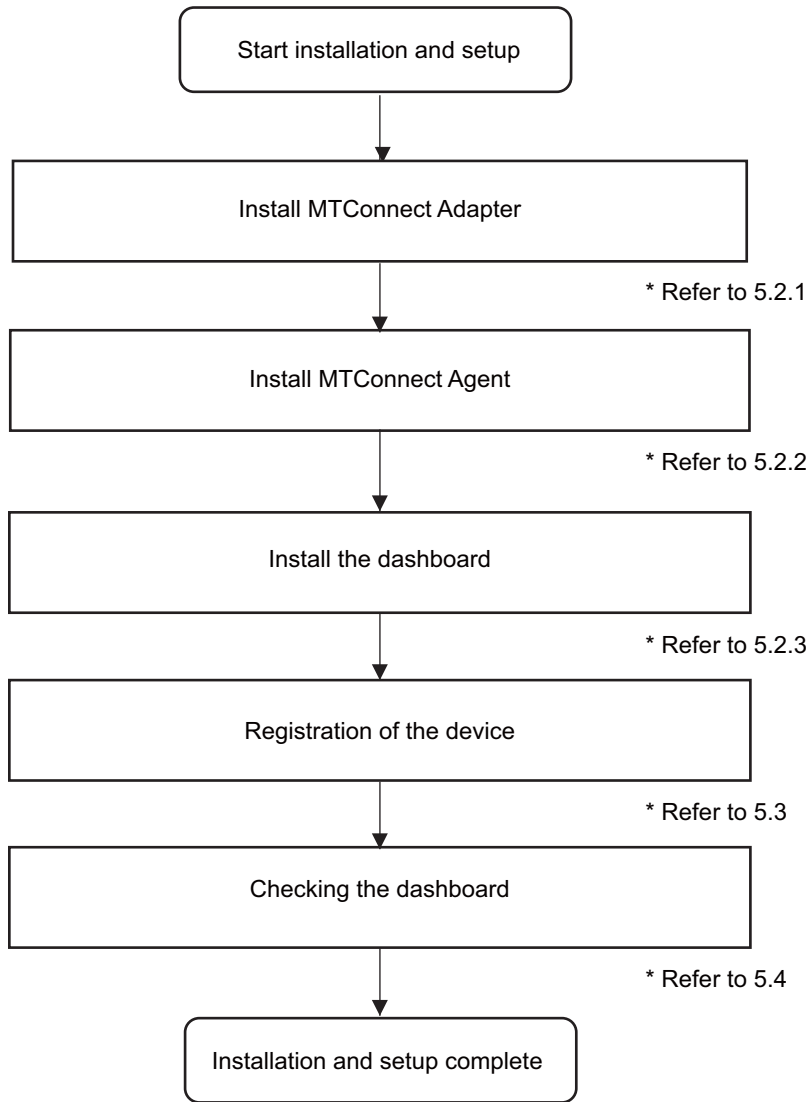 Start installation and setup
Install MTConnect Adapter
* Refer to 5.2.1
Install MTConnect Agent
* Refer to 5.2.2
Install the dashboard
* Refer to 5.2.3
Registration of the device
* Refer to 5.3
Checking the dashboard
* Refer to 5.4
Installation and setup complete